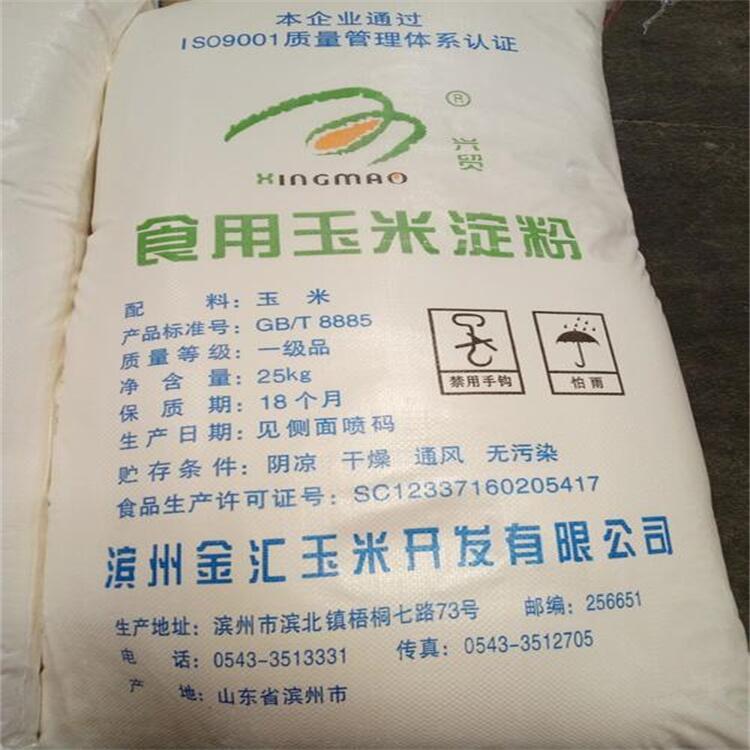 本企业通过
ISO9001质量管理体系认证
®
兴贸
XINGMAO
食用玉米淀粉
配 料：玉 米
产品标准号：GB/T 8885
质量等级：一级品
净 含 量：25kg
保 质 期：18个月
生产日期：见侧面喷码
禁用手钩
怕雨
贮存条件：阴凉 干燥 通风 无污染
食品生产许可证号：SC12337160205417
滨州金汇玉米开发有限公司
生产地址：滨州市滨北镇梧桐七路73号 邮编：256651
电 话：0543-3513331 传真：0543-3512705
产 地：山东省滨州市